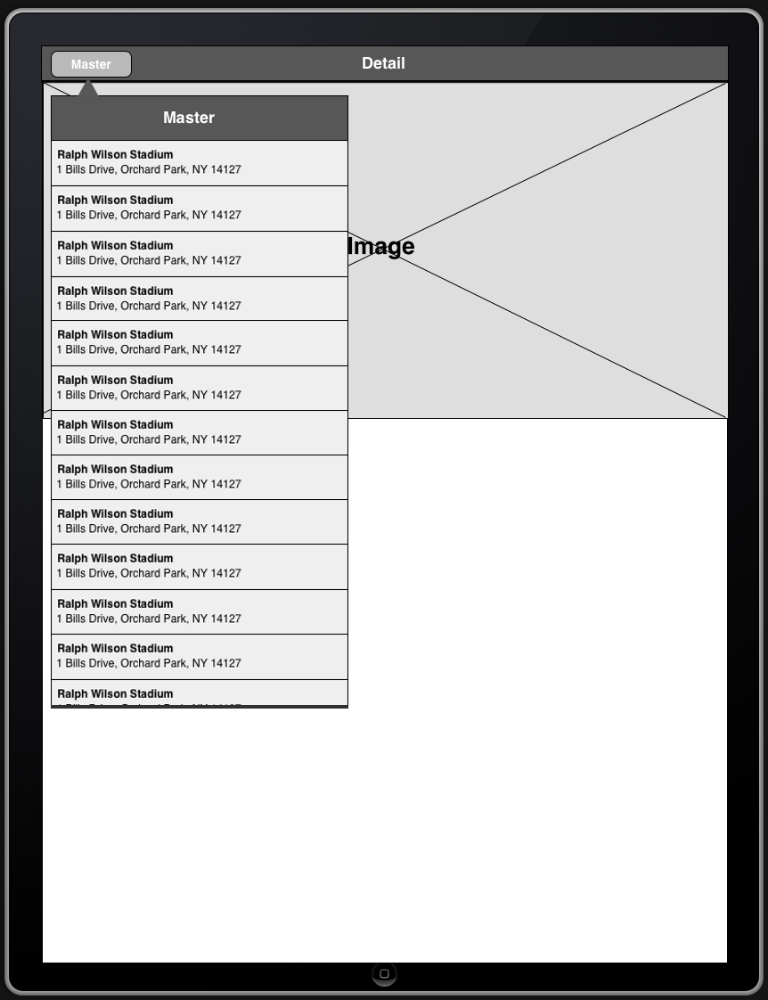 Master
Detail
Master
Ralph Wilson Stadium
1 Bills Drive, Orchard Park, NY 14127
Ralph Wilson Stadium
1 Bills Drive, Orchard Park, NY 14127
Ralph Wilson Stadium
1 Bills Drive, Orchard Park, NY 14127
Image
Ralph Wilson Stadium
1 Bills Drive, Orchard Park, NY 14127
Ralph Wilson Stadium
1 Bills Drive, Orchard Park, NY 14127
Ralph Wilson Stadium
1 Bills Drive, Orchard Park, NY 14127
Ralph Wilson Stadium
1 Bills Drive, Orchard Park, NY 14127
Ralph Wilson Stadium
1 Bills Drive, Orchard Park, NY 14127
Ralph Wilson Stadium
1 Bills Drive, Orchard Park, NY 14127
Ralph Wilson Stadium
1 Bills Drive, Orchard Park, NY 14127
Ralph Wilson Stadium
1 Bills Drive, Orchard Park, NY 14127
Ralph Wilson Stadium
1 Bills Drive, Orchard Park, NY 14127
Ralph Wilson Stadium